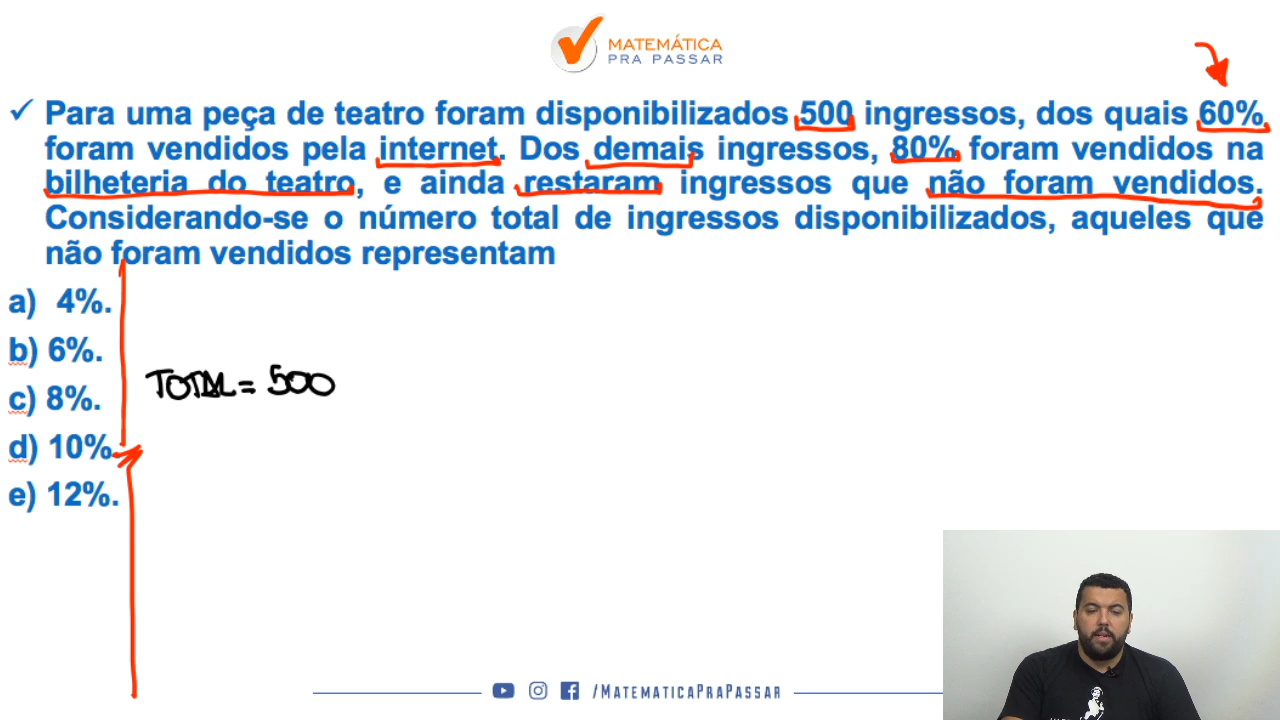 MATEMÁTICA
PRA PASSAR
Para uma peça de teatro foram disponibilizados 500 ingressos, dos quais 60%
foram vendidos pela internet. Dos demais ingressos, 80% foram vendidos na
bilheteria do teatro, e ainda restaram ingressos que não foram vendidos.
Considerando-se o número total de ingressos disponibilizados, aqueles que
não foram vendidos representam
a) 4%.
b) 6%.
c) 8%.
d) 10%.
e) 12%.
TOTAL = 500
/MATEMATICAPRAPASSAR